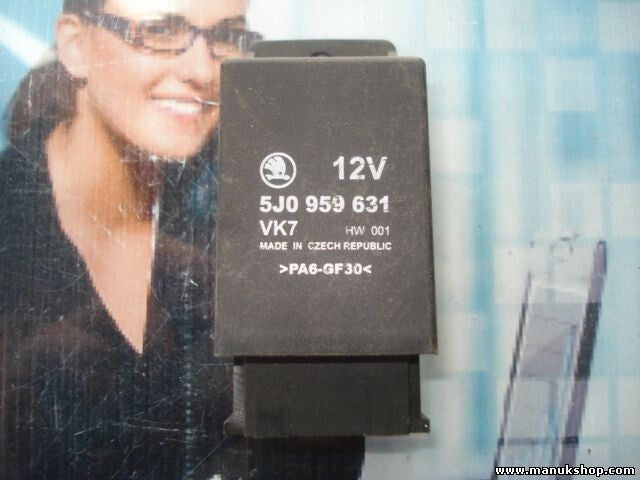 12V
5J0 959 631
VK7 HW 001
MADE IN CZECH REPUBLIC
>PA6-GF30<
www.manukshop.com